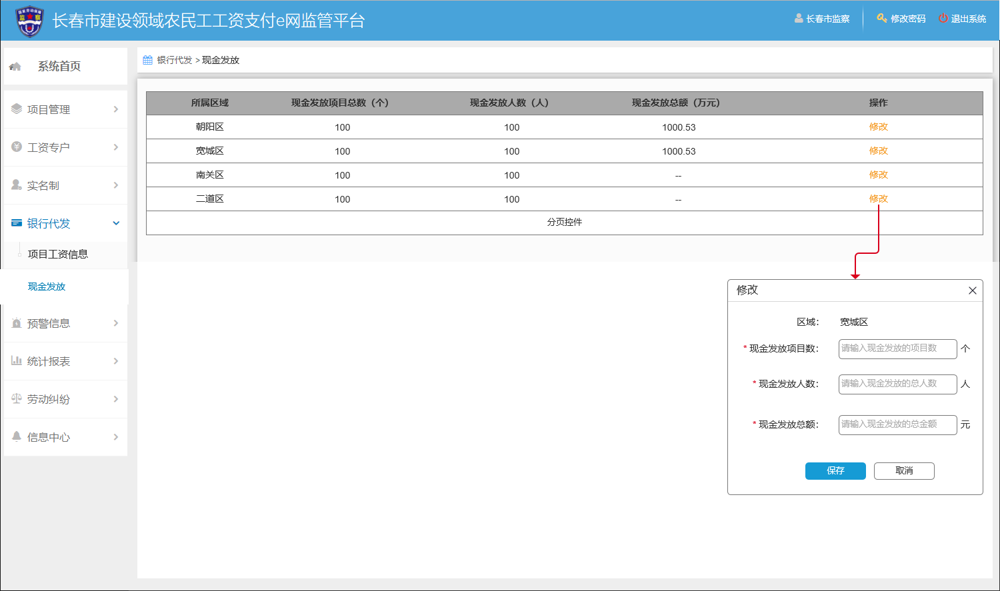 长春市建设领域农民工工资支付e网监管平台
长春市监察 修改密码 退出系统
系统首页
项目管理
工资专户
实名制
银行代发
项目工资信息
现金发放
预警信息
统计报表
劳动纠纷
信息中心
银行代发 > 现金发放
所属区域 现金发放项目总数（个） 现金发放人数（人） 现金发放总额（万元） 操作
朝阳区 100 100 1000.53 修改
宽城区 100 100 1000.53 修改
南关区 100 100 -- 修改
二道区 100 100 -- 修改
分页控件
修改
区域： 宽城区
* 现金发放项目数： 请输入现金发放的项目数 个
* 现金发放人数： 请输入现金发放的总人数 人
* 现金发放总额： 请输入现金发放的总金额 元
保存 取消